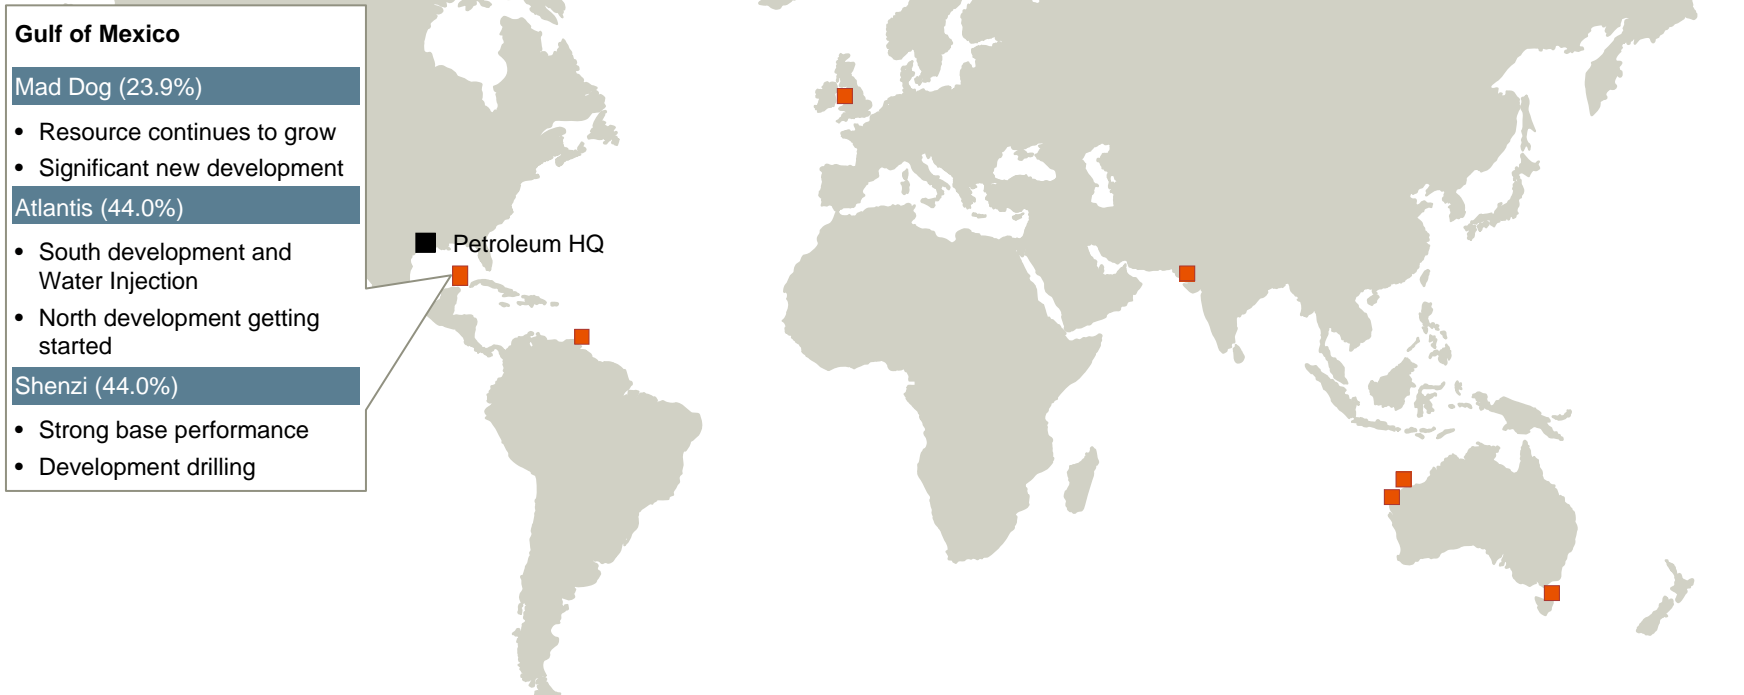 Gulf of Mexico
Mad Dog (23.9%)
• Resource continues to grow
• Significant new development
Atlantis (44.0%)
• South development and
Water Injection
• North development getting
started
Shenzi (44.0%)
• Strong base performance
• Development drilling
Petroleum HQ